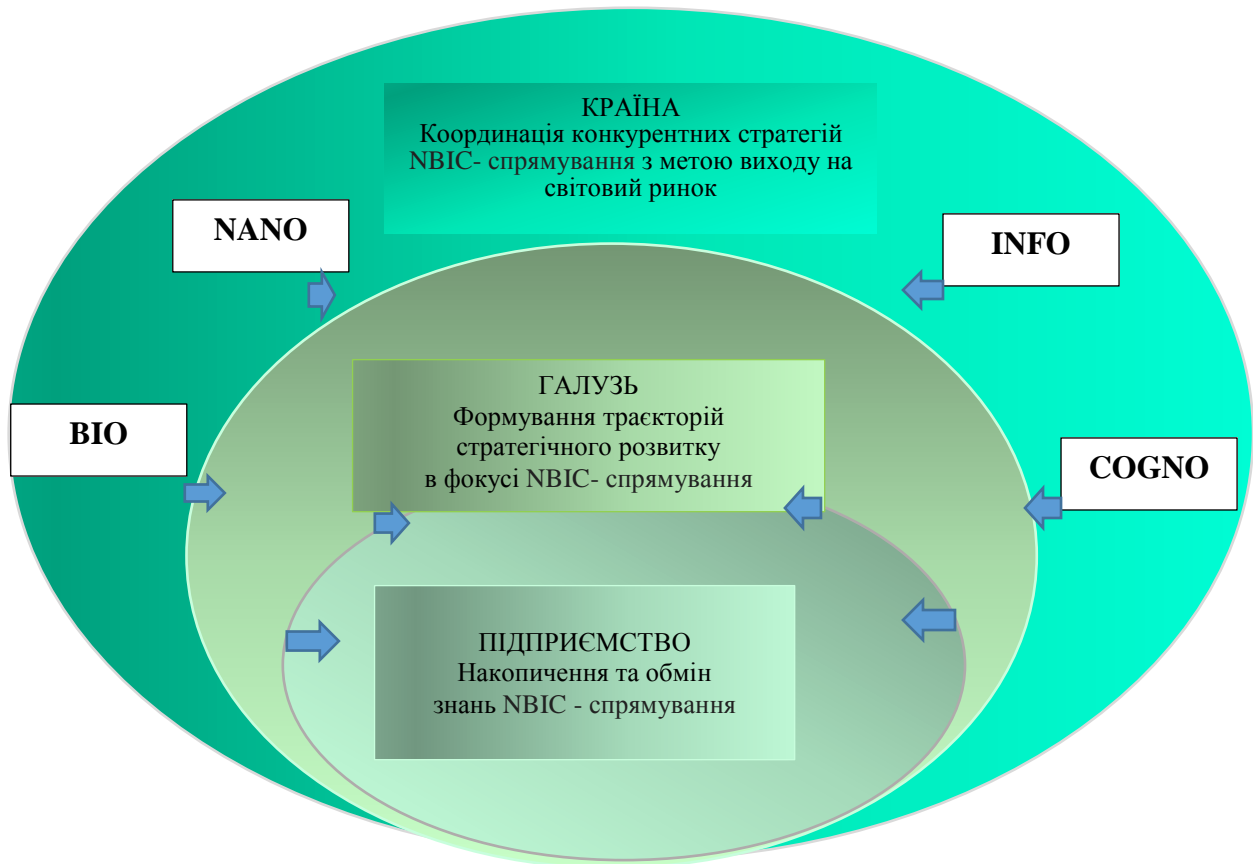 КРАЇНА
Координація конкурентних стратегій
NBIC- спрямування з метою виходу на
світовий ринок
NANO
INFO
ГАЛУЗЬ
Формування траєкторій
стратегічного розвитку
в фокусі NBIC- спрямування
BIO
COGNO
ПІДПРИЄМСТВО
Накопичення та обмін
знань NBIC - спрямування